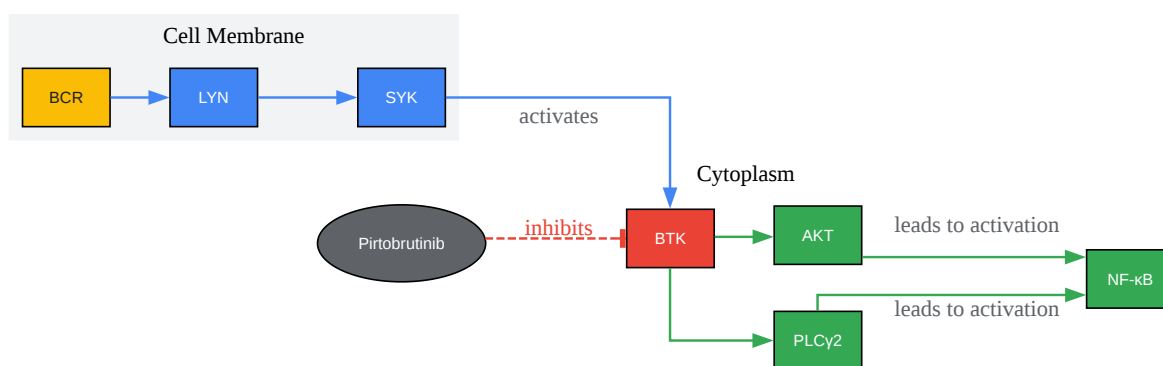 Cell Membrane
BCR
LYN
SYK
activates
Cytoplasm
Pirtobrutinib
inhibits
BTK
AKT
leads to activation
NF-κB
leads to activation
PLCγ2